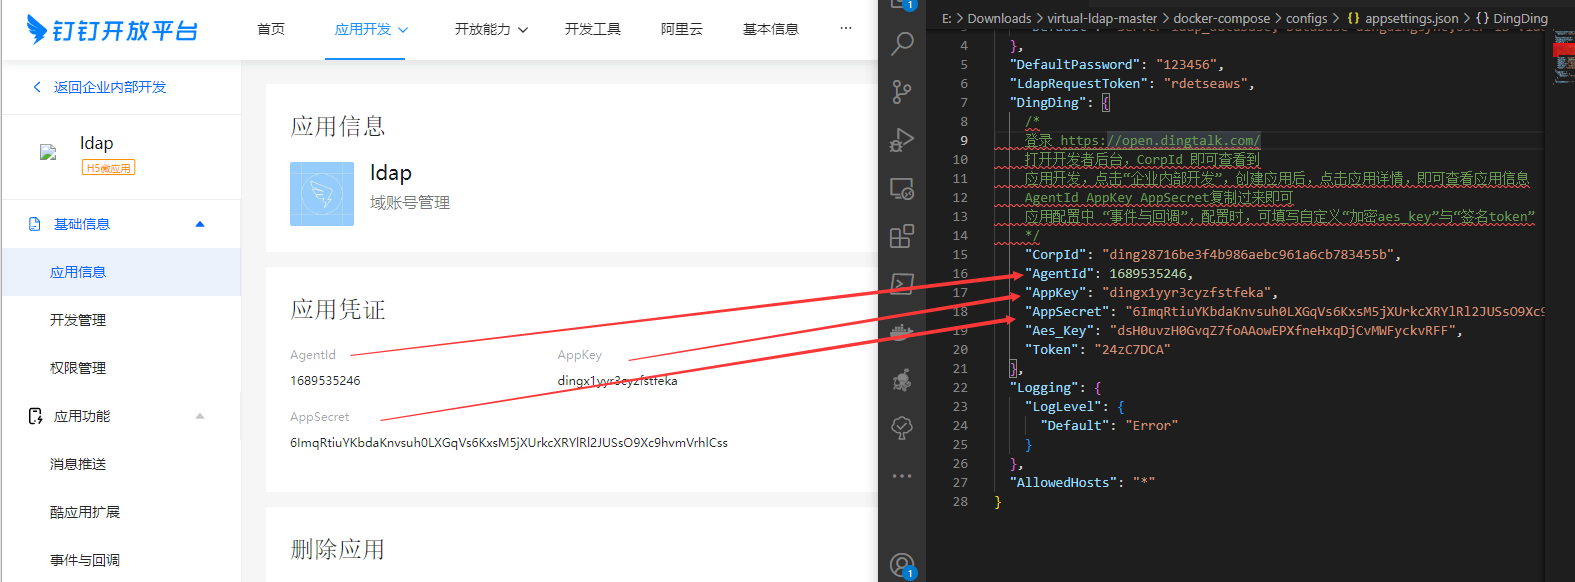 钉钉开放平台
首页
应用开发
开放能力
开发工具
阿里云
基本信息
...
返回企业内部开发
ldap
H5微应用
基础信息
应用信息
开发管理
权限管理
应用功能
消息推送
酷应用扩展
事件与回调
应用信息
ldap
域账号管理
应用凭证
AgentId
1689535246
AppKey
dingx1yyr3cyzfstfeka
AppSecret
6ImqRtiuYKbdaKnvsuh0LXGqVs6KxsM5jXUrkcXRYlRl2JUSsO9Xc9hvmVrhlCss
删除应用
1
1
E: > Downloads > virtual-ldap-master > docker-compose > configs > {} appsettings.json > {} DingDing
4 },
5 "DefaultPassword": "123456",
6 "LdapRequestToken": "rdetseaws",
7 "DingDing": {
8 /*
9 登录 https://open.dingtalk.com/
10 打开开发者后台，CorpId 即可查看到
11 应用开发，点击“企业内部开发”，创建应用后，点击应用详情，即可查看应用信息
12 AgentId AppKey AppSecret复制过来即可
13 应用配置中 “事件与回调”，配置时，可填写自定义“加密aes_key”与“签名token”
14 */
15 "CorpId": "ding28716be3f4b986aebc961a6cb783455b",
16 "AgentId": 1689535246,
17 "AppKey": "dingx1yyr3cyzfstfeka",
18 "AppSecret": "6ImqRtiuYKbdaKnvsuh0LXGqVs6KxsM5jXUrkcXRYlRl2JUSsO9Xc9
19 "Aes_Key": "dsH0uvzH0GvqZ7foAAowEPXfneHxqDjCvMWFyckvRFF",
20 "Token": "24zC7DCA"
21 },
22 "Logging": {
23 "LogLevel": {
24 "Default": "Error"
25 }
26 },
27 "AllowedHosts": "*"
28 }